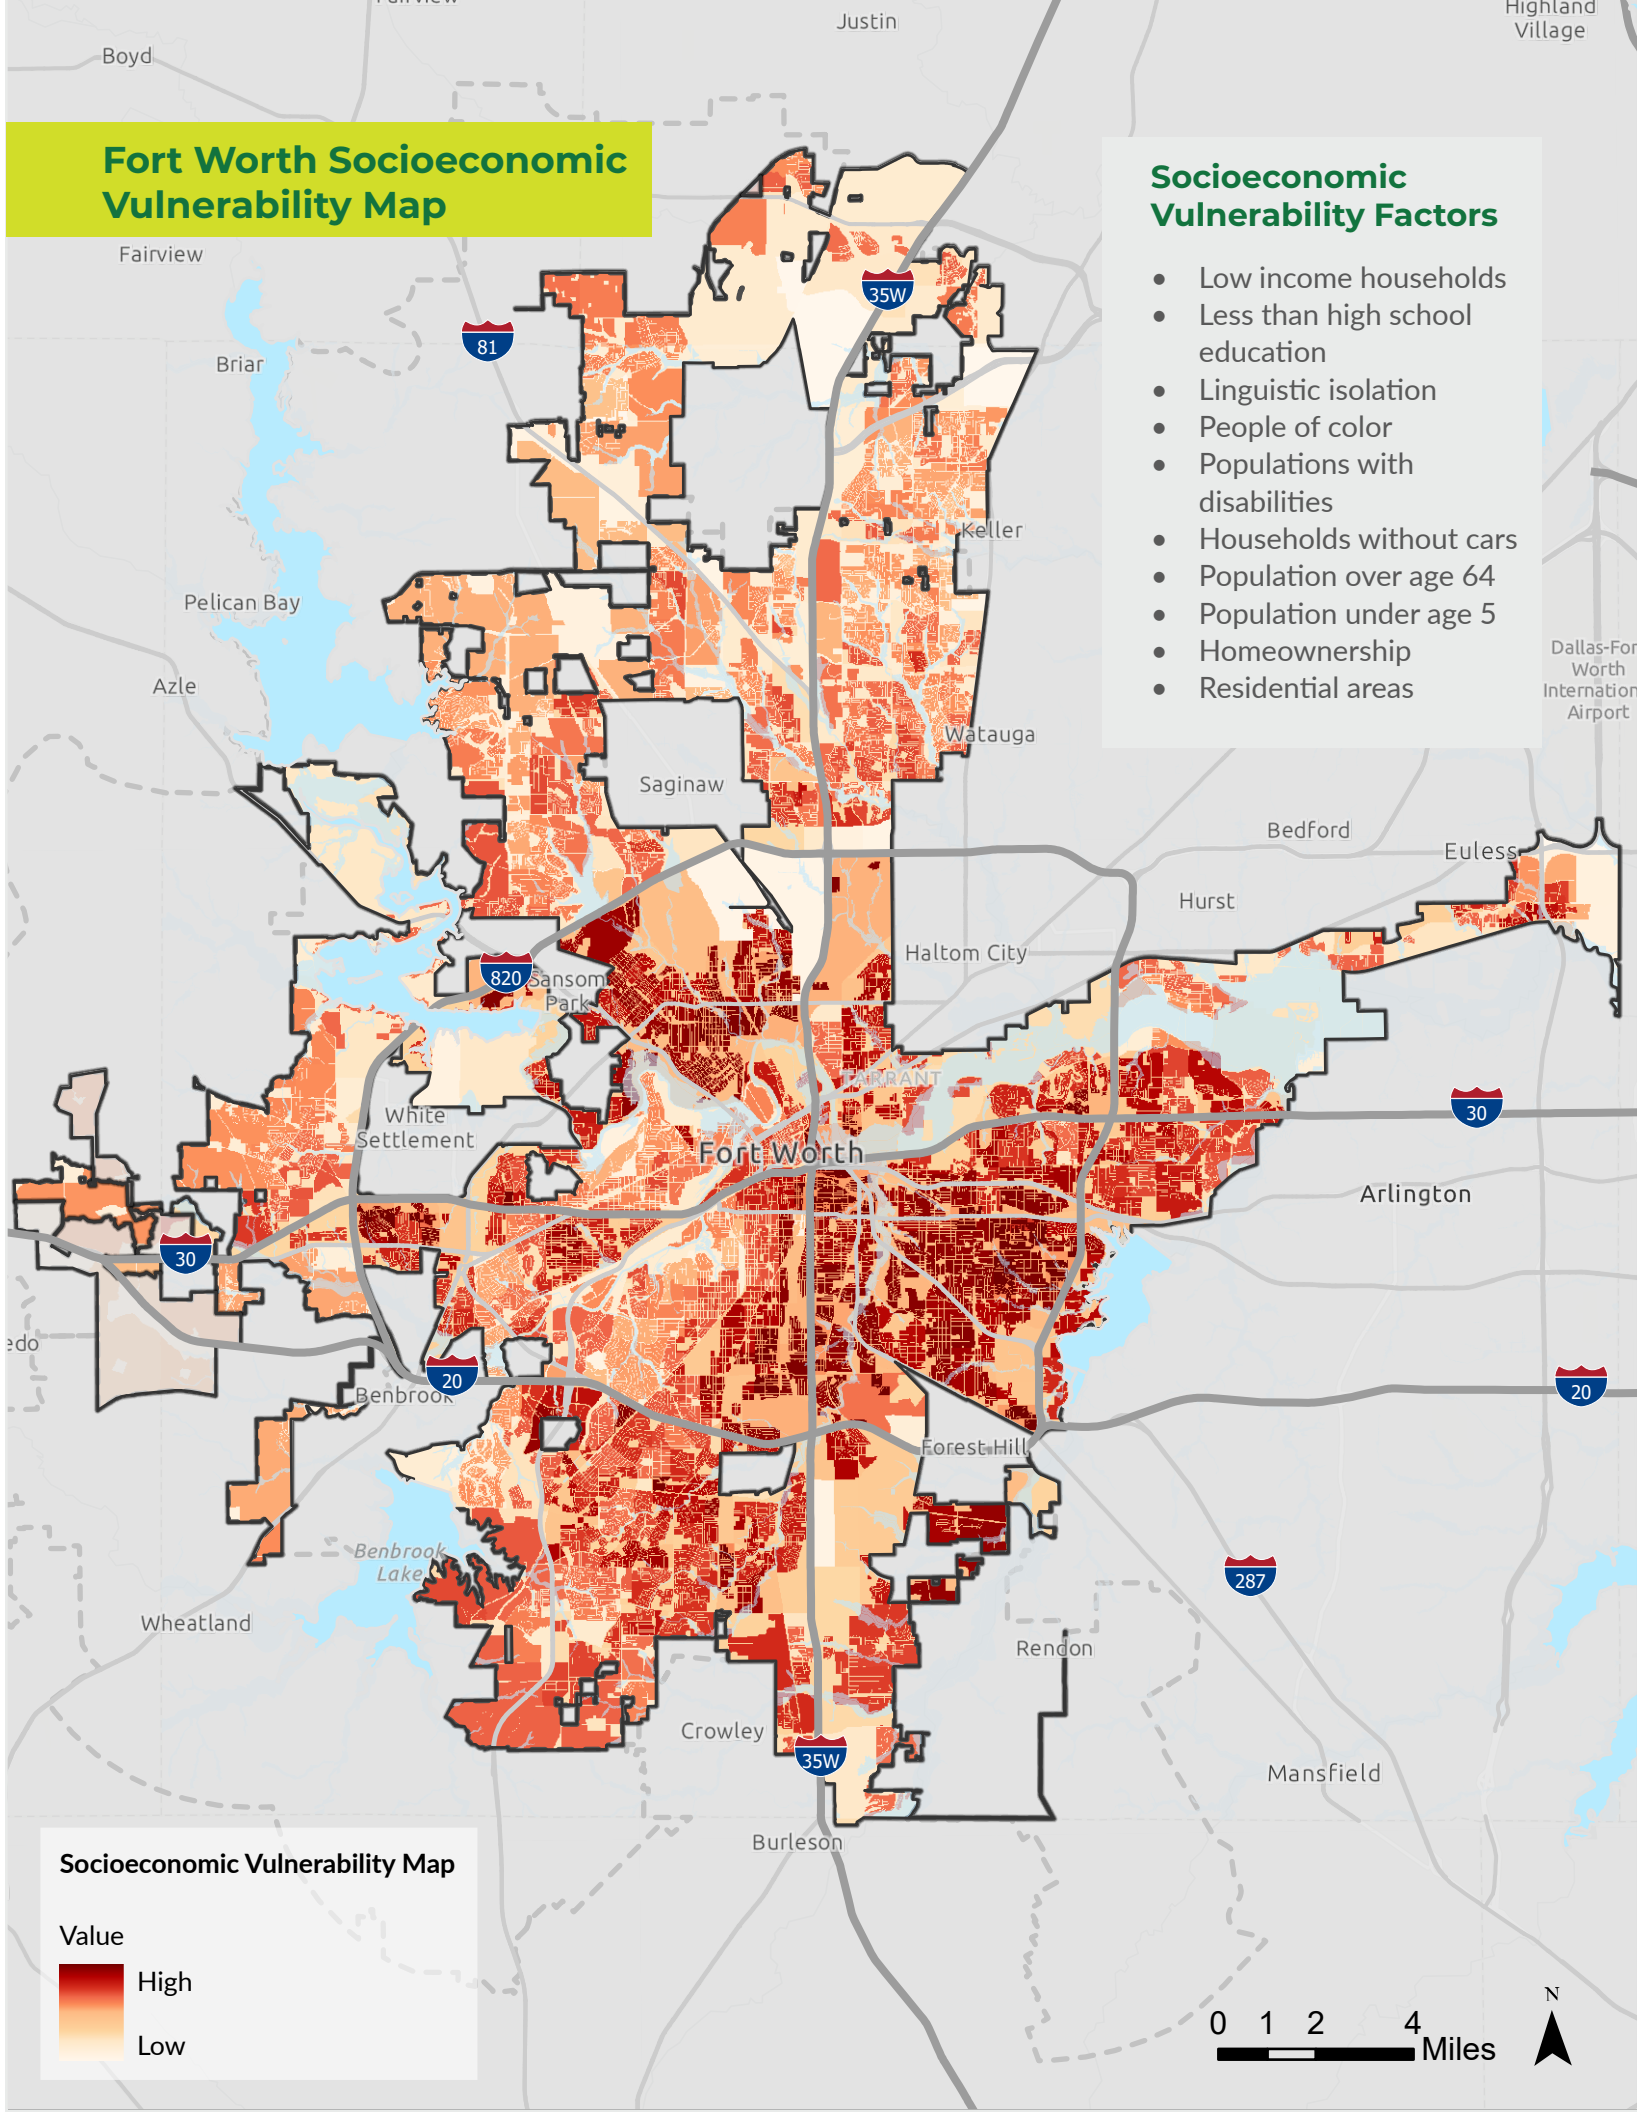 Fairview
Justin
Highland
Village
Boyd
Fort Worth Socioeconomic
Vulnerability Map
Socioeconomic
Vulnerability Factors
• Low income households
• Less than high school
education
• Linguistic isolation
• People of color
• Populations with
disabilities
• Households without cars
• Population over age 64
• Population under age 5
• Homeownership
• Residential areas
Fairview
35W
81
Briar
Keller
Pelican Bay
Dallas-For
Worth
Internation
Airport
Azle
Watauga
Saginaw
Bedford
Euless
Hurst
Haltom City
820
Sansom
Park
TARRANT
30
White
Settlement
Fort Worth
Arlington
30
edo
20
Benbrook
20
Forest Hill
Benbrook
Lake
287
Wheatland
Rendon
Crowley
35W
Mansfield
Burleson
Socioeconomic Vulnerability Map
Value
High
Low
N
0 1 2 4
Miles